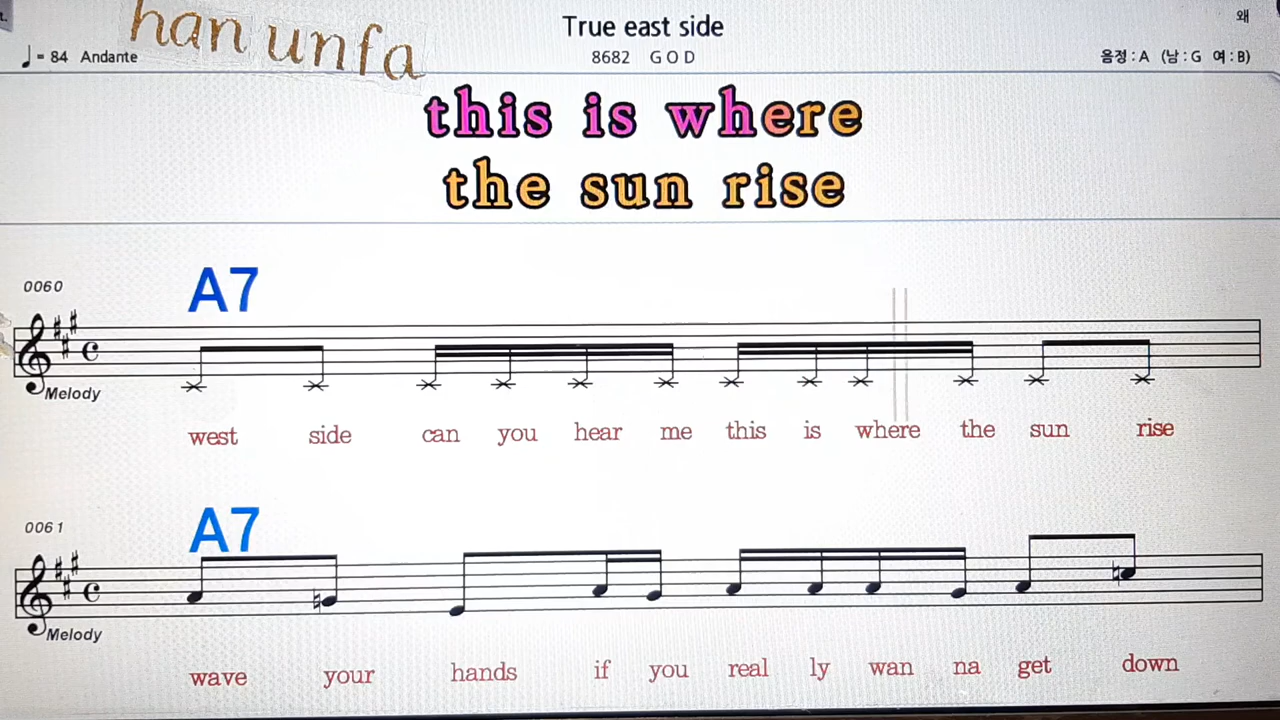 han unfa
True east side
왜
♩= 84 Andante
8682 G O D
음정 : A (남 : G 여 : B)
this is where
the sun rise
A7
0060
Melody
west side can you hear me this is where the sun rise
A7
0061
Melody
wave your hands if you real ly wan na get down